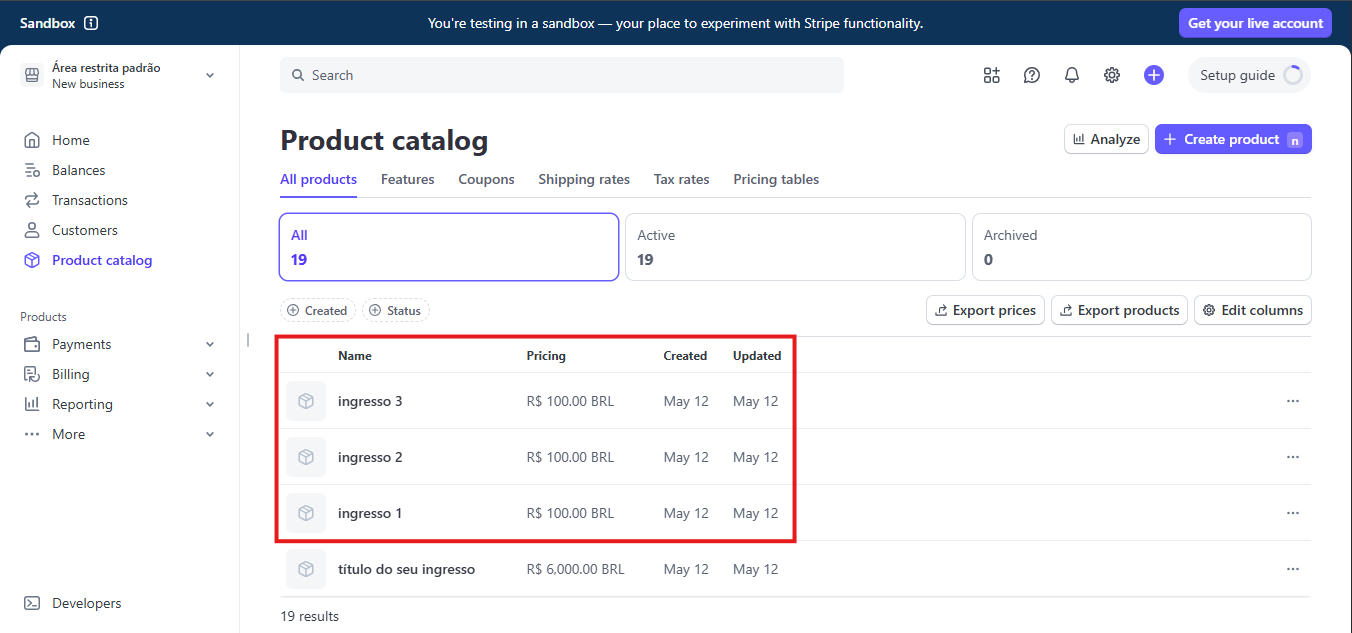 Sandbox
You're testing in a sandbox — your place to experiment with Stripe functionality.
Get your live account
Área restrita padrão
New business
Search
Setup guide
Home
Balances
Transactions
Customers
Product catalog
Products
Payments
Billing
Reporting
More
Developers
Product catalog
Analyze
Create product n
All products Features Coupons Shipping rates Tax rates Pricing tables
All
19
Active
19
Archived
0
Created Status
Export prices Export products Edit columns
Name Pricing Created Updated
ingresso 3 R$ 100.00 BRL May 12 May 12
ingresso 2 R$ 100.00 BRL May 12 May 12
ingresso 1 R$ 100.00 BRL May 12 May 12
título do seu ingresso R$ 6,000.00 BRL May 12 May 12
19 results